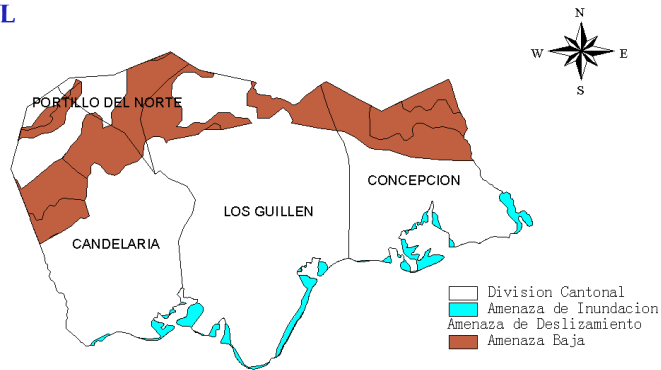 L
N
W E
S
PORTILLO DEL NORTE
CONCEPCION
LOS GUILLEN
CANDELARIA
Division Cantonal
Amenaza de Inundacion
Amenaza de Deslizamiento
Amenaza Baja